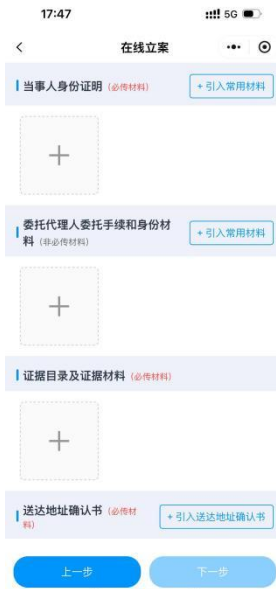 17:47
5G
在线立案
当事人身份证明（必传材料）
+ 引入常用材料
委托代理人委托手续和身份材
料（非必传材料）
+ 引入常用材料
证据目录及证据材料（必传材料）
送达地址确认书（必传材
料）
+ 引入送达地址确认书
上一步
下一步